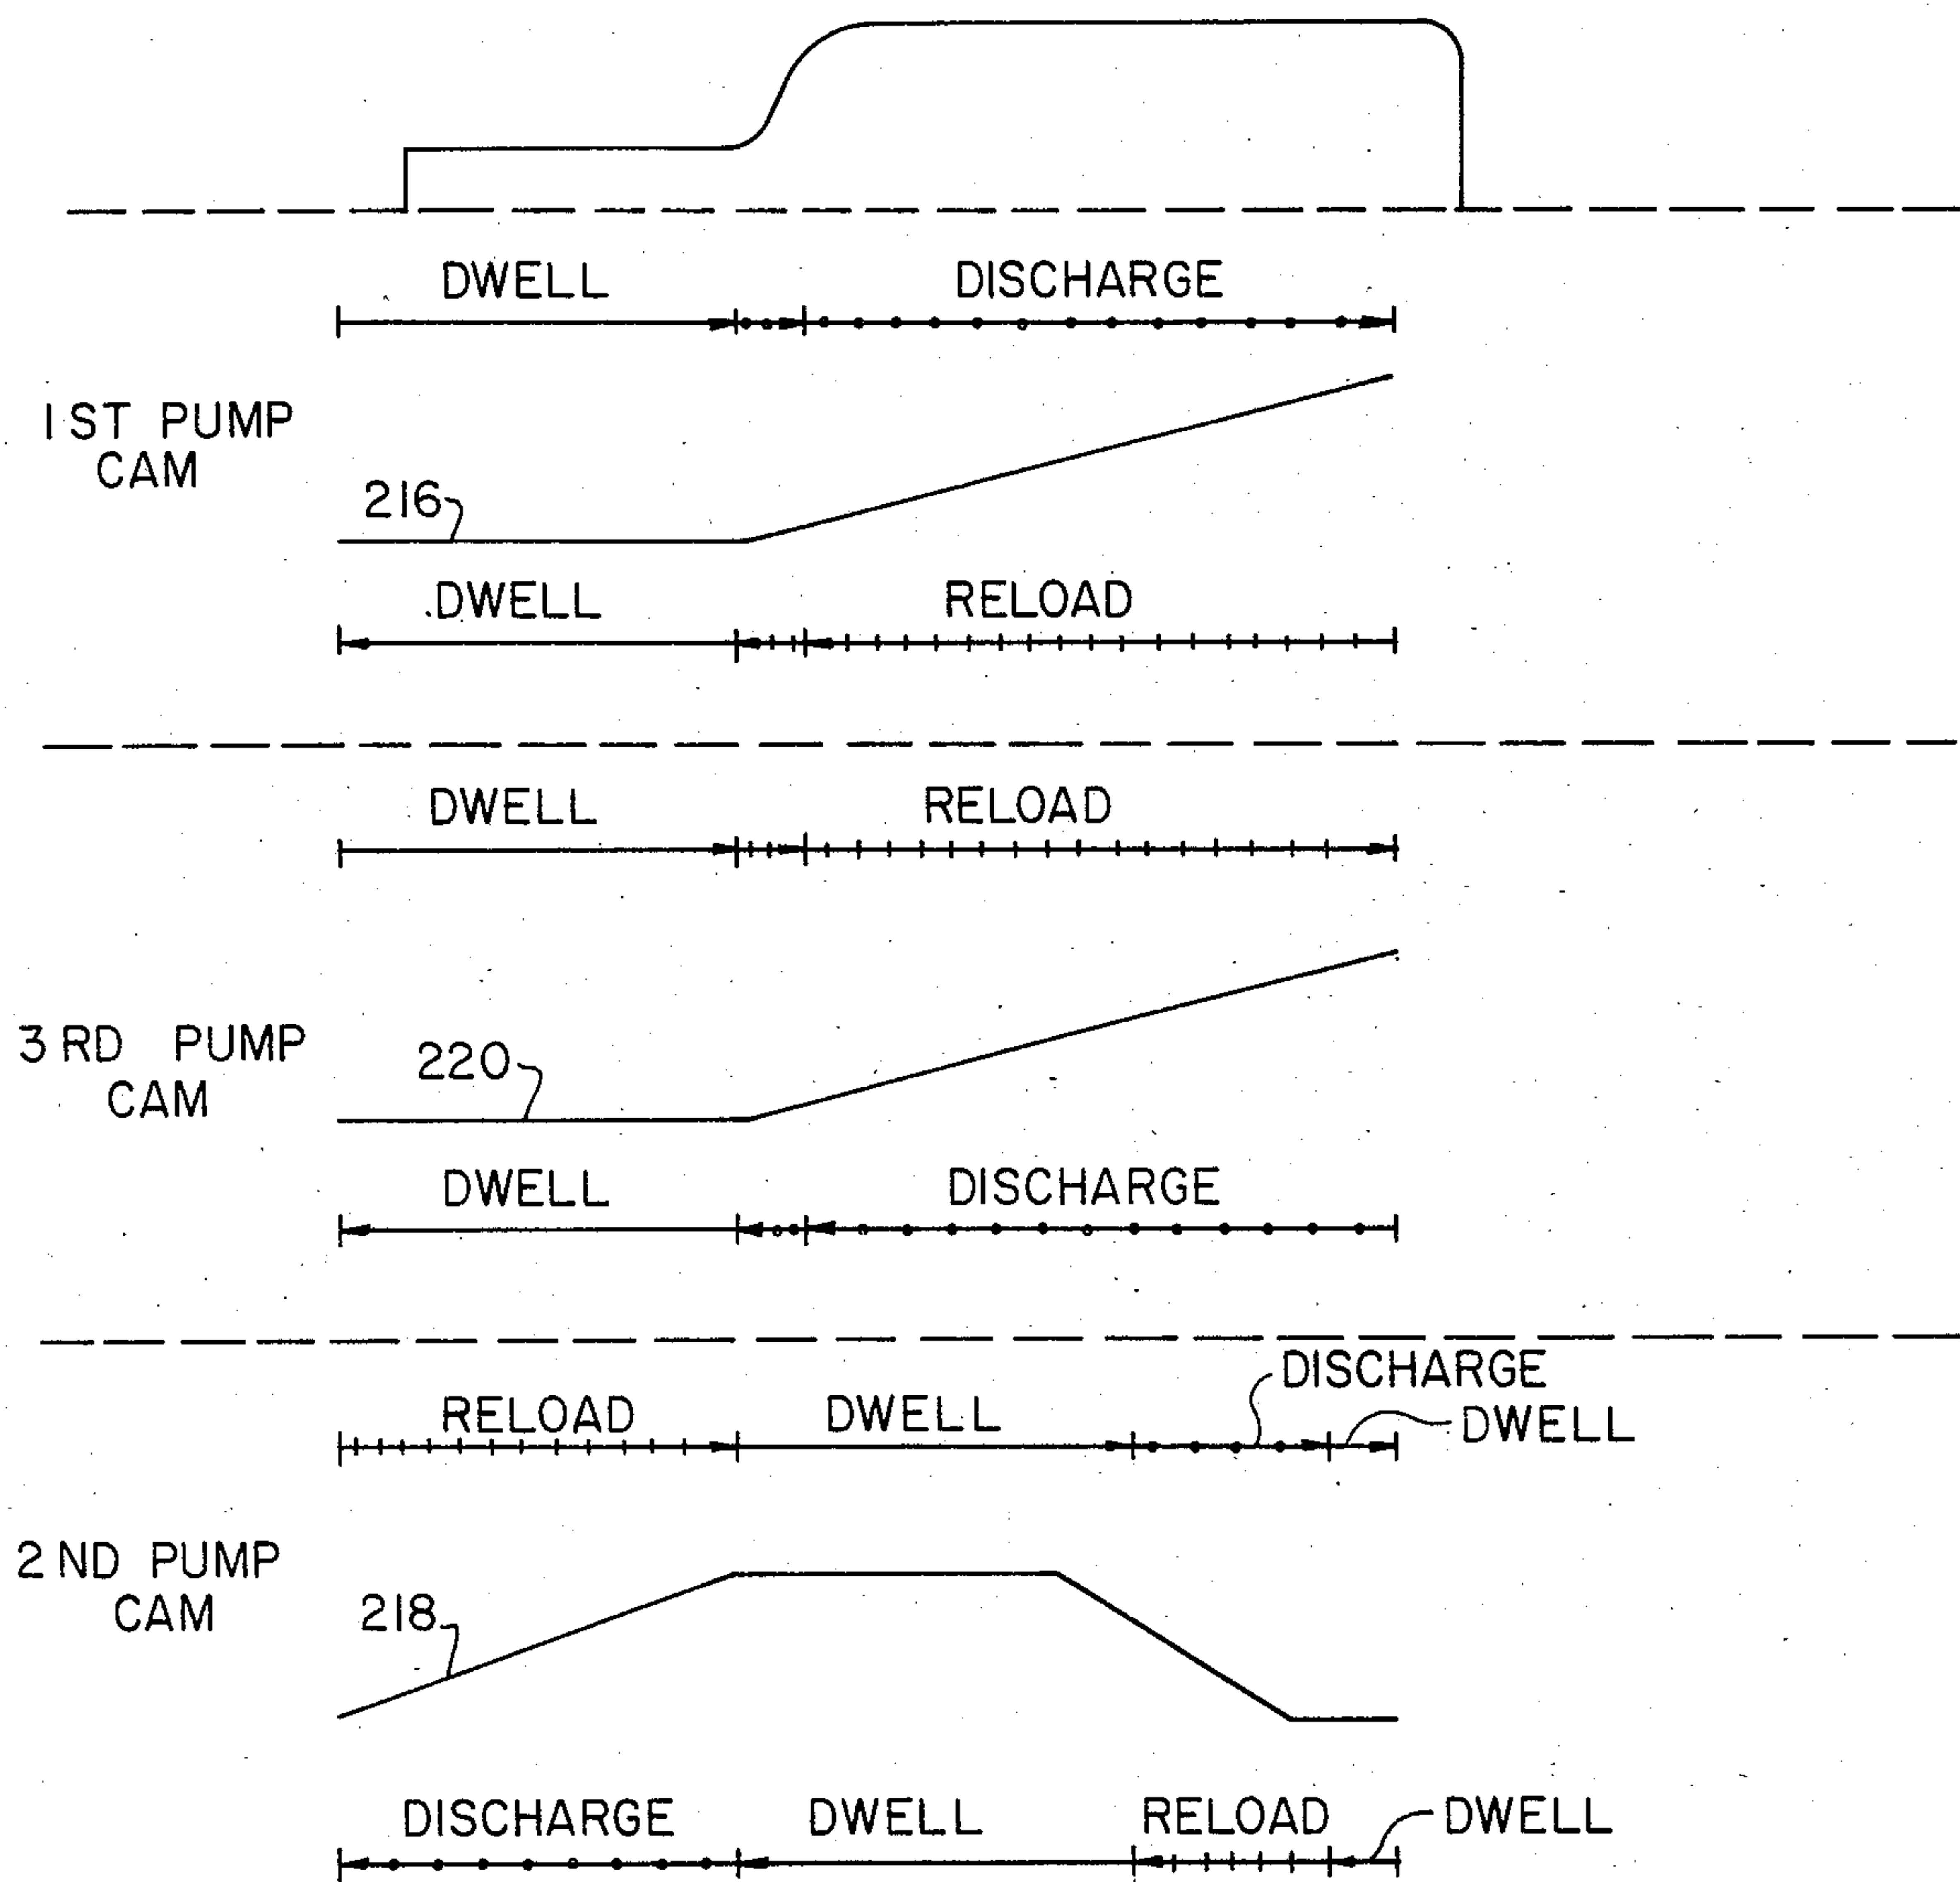 DWELL DISCHARGE
1ST PUMP
CAM
216
DWELL RELOAD
DWELL RELOAD
3RD PUMP
CAM
220
DWELL DISCHARGE
DISCHARGE
RELOAD DWELL DWELL
2ND PUMP
CAM
218
DISCHARGE DWELL RELOAD DWELL